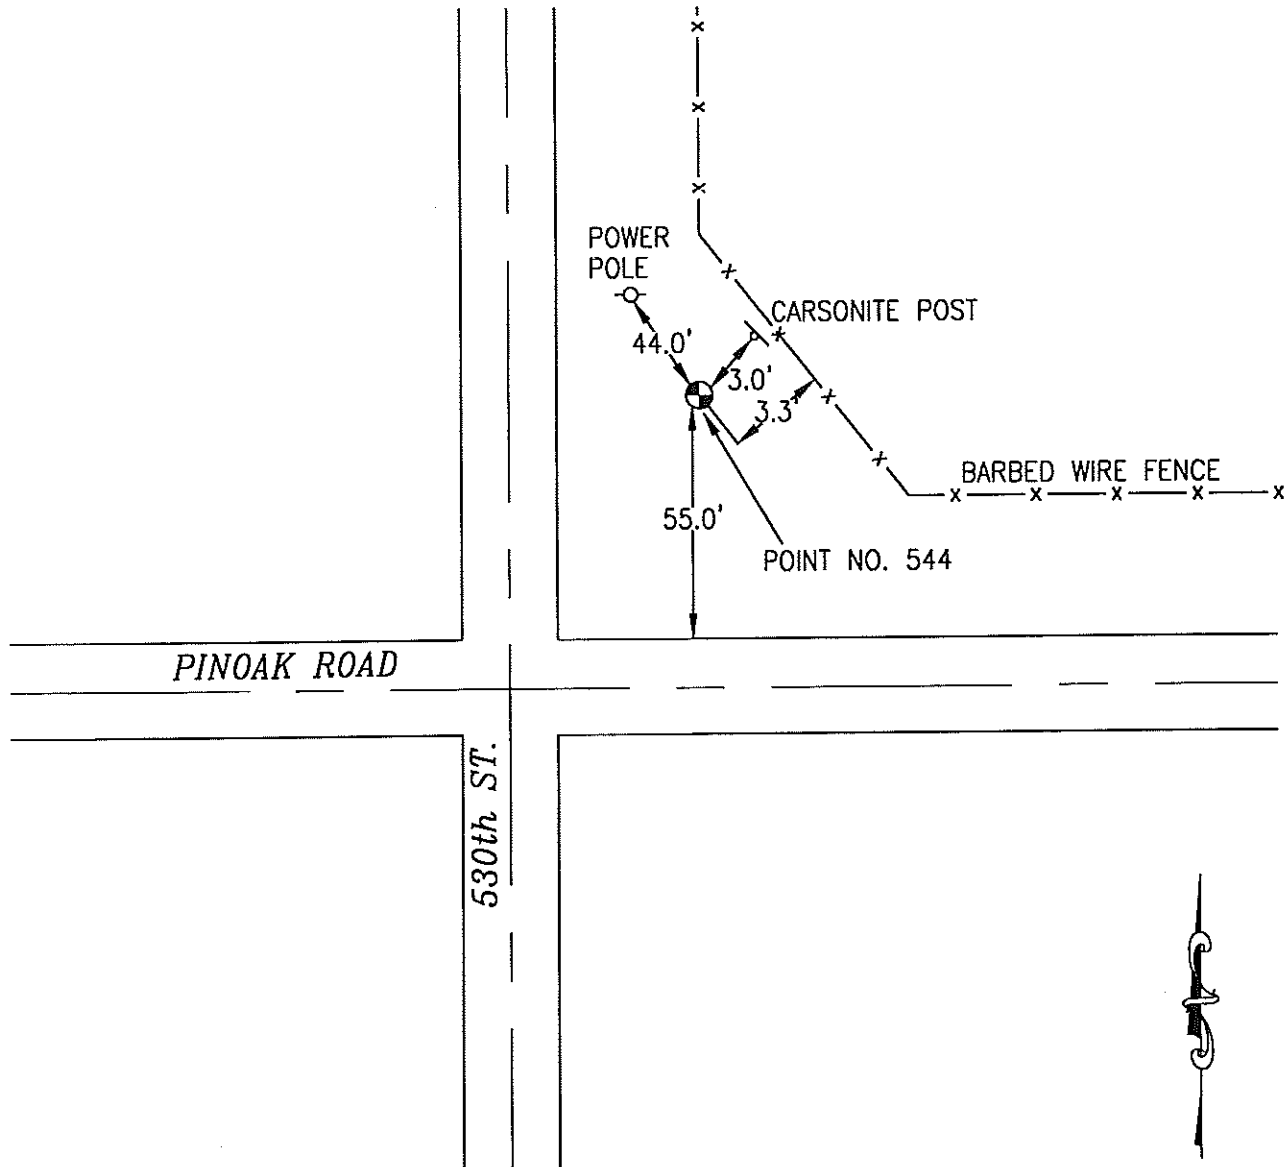 POWER
POLE
CARSONITE POST
44.0'
3.0'
3.3'
BARBED WIRE FENCE
55.0'
POINT NO. 544
PINOAK ROAD
530th ST.